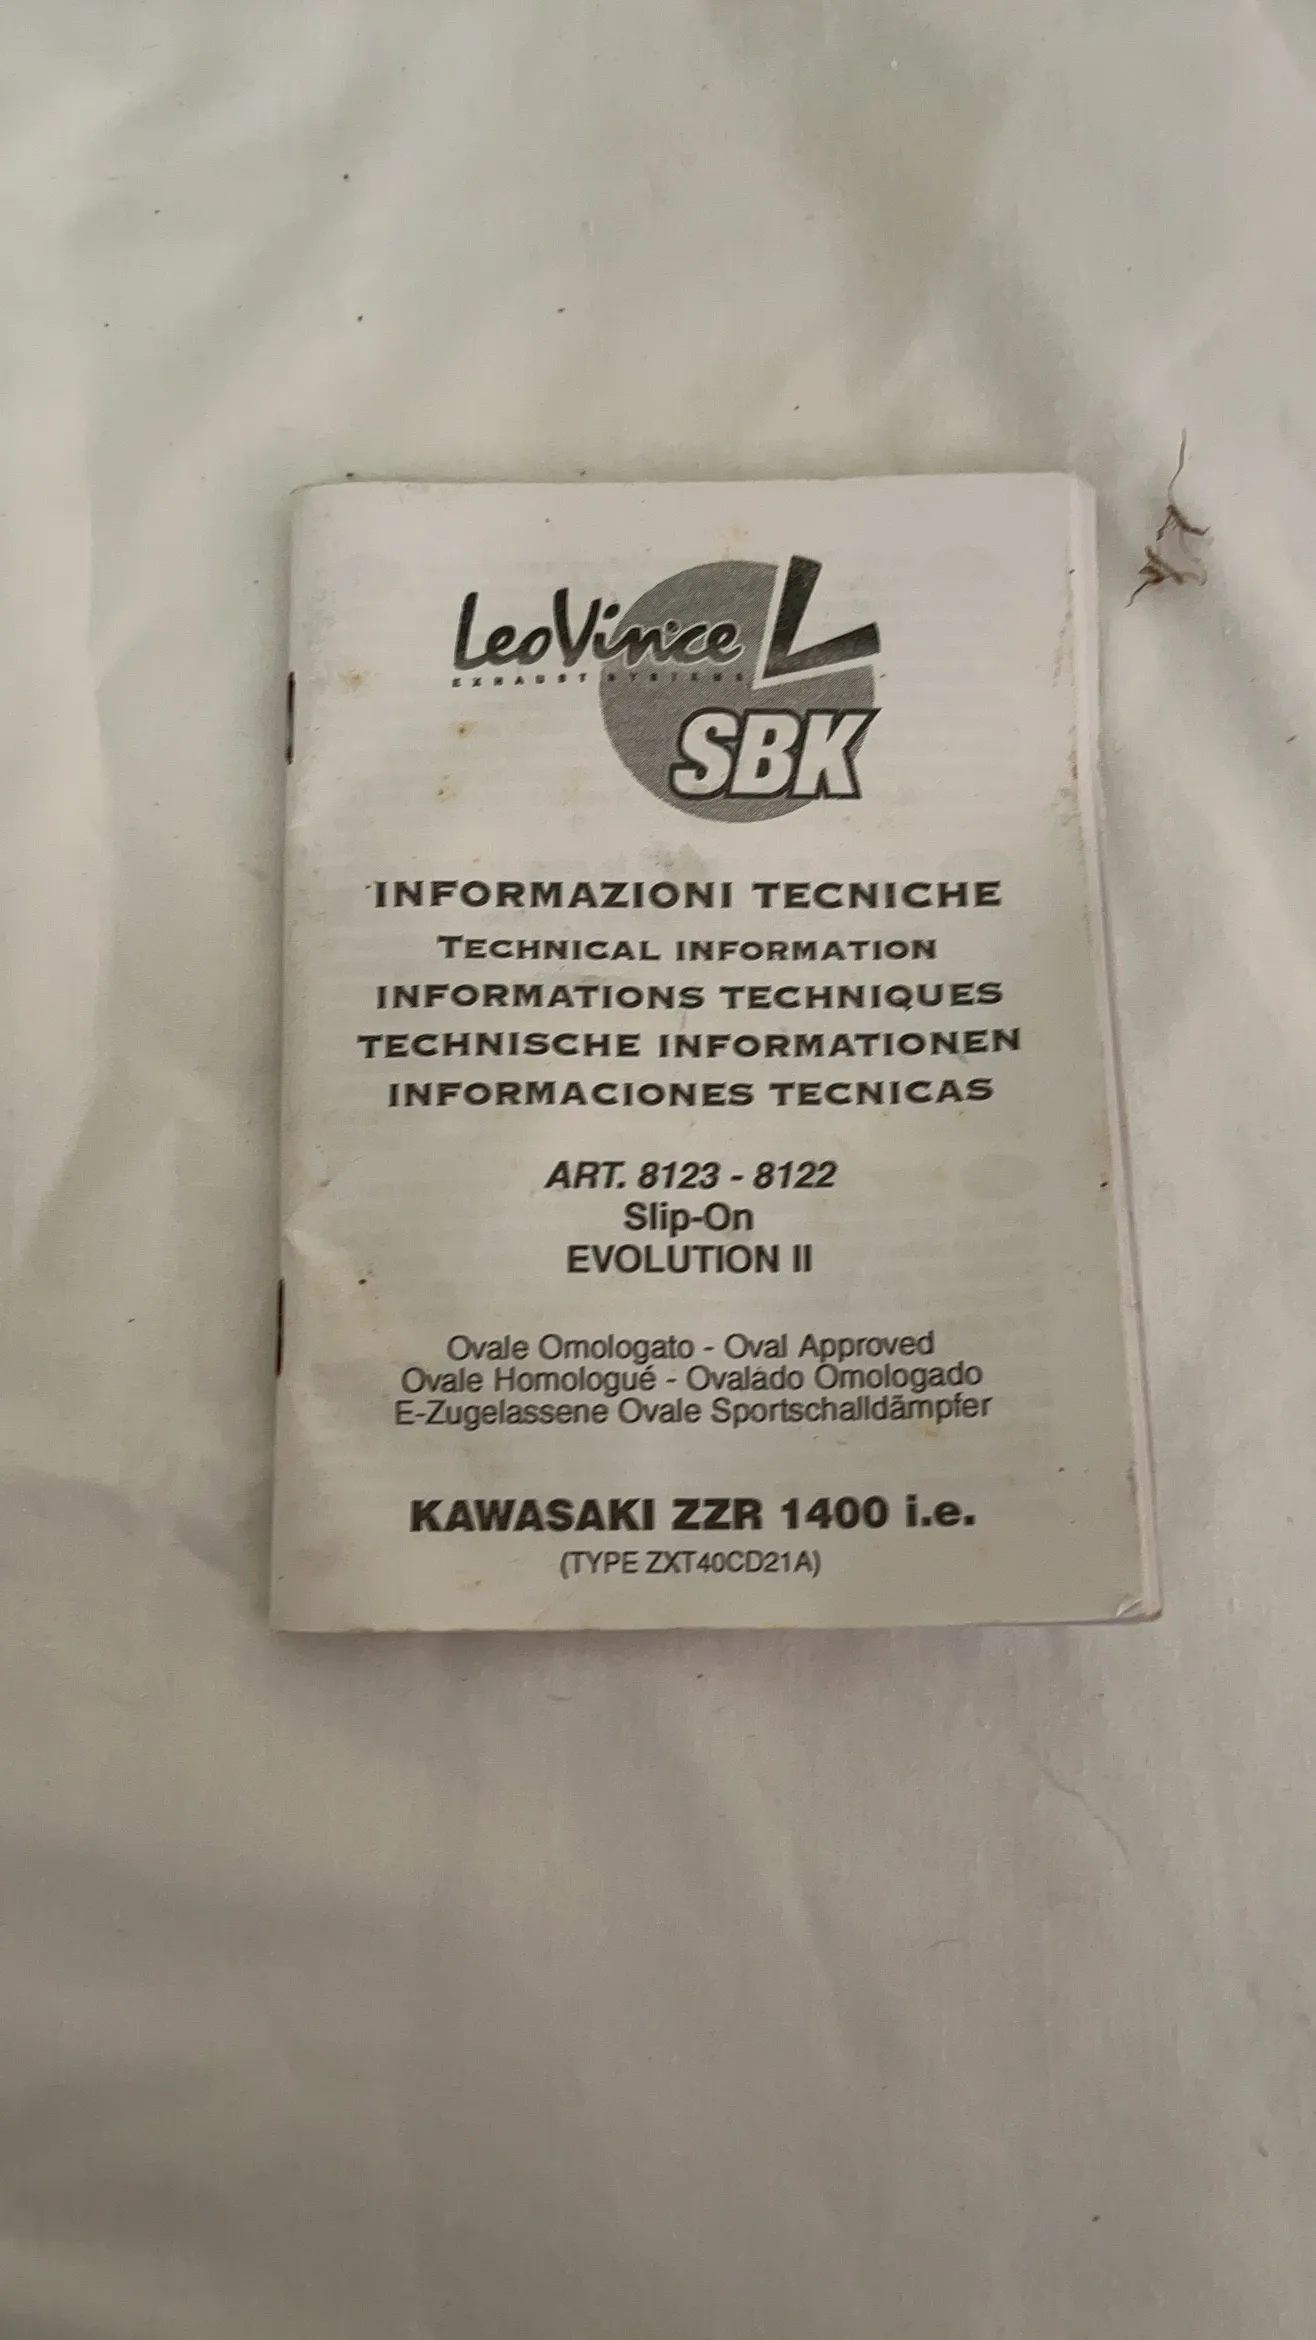 LeoVince
EXHAUST SYSTEMS
SBK
INFORMAZIONI TECNICHE
TECHNICAL INFORMATION
INFORMATIONS TECHNIQUES
TECHNISCHE INFORMATIONEN
INFORMACIONES TECNICAS
ART. 8123 - 8122
Slip-On
EVOLUTION II
Ovale Omologato - Oval Approved
Ovale Homologué - Ovalado Omologado
E-Zugelassene Ovale Sportschalldämpfer
KAWASAKI ZZR 1400 i.e.
(TYPE ZXT40CD21A)